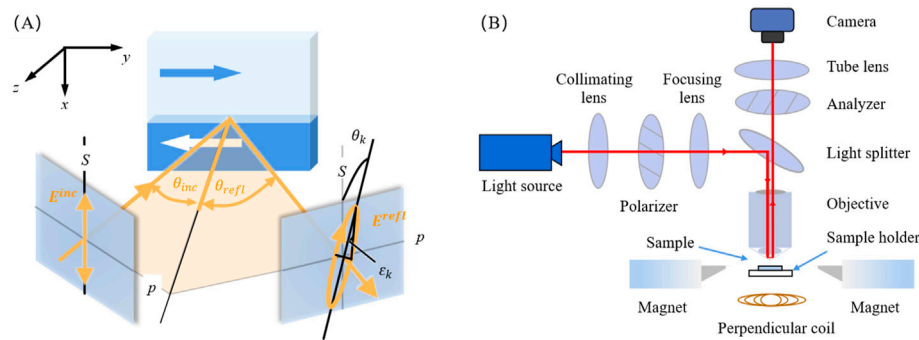 (A)
y
z
x
S
E^inc
θ_inc
θ_refl
θ_k
S
E^refl
p
ε_k
p
(B)
Camera
Tube lens
Analyzer
Collimating
lens
Focusing
lens
Light splitter
Light source
Polarizer
Objective
Sample
Sample holder
Magnet
Magnet
Perpendicular coil